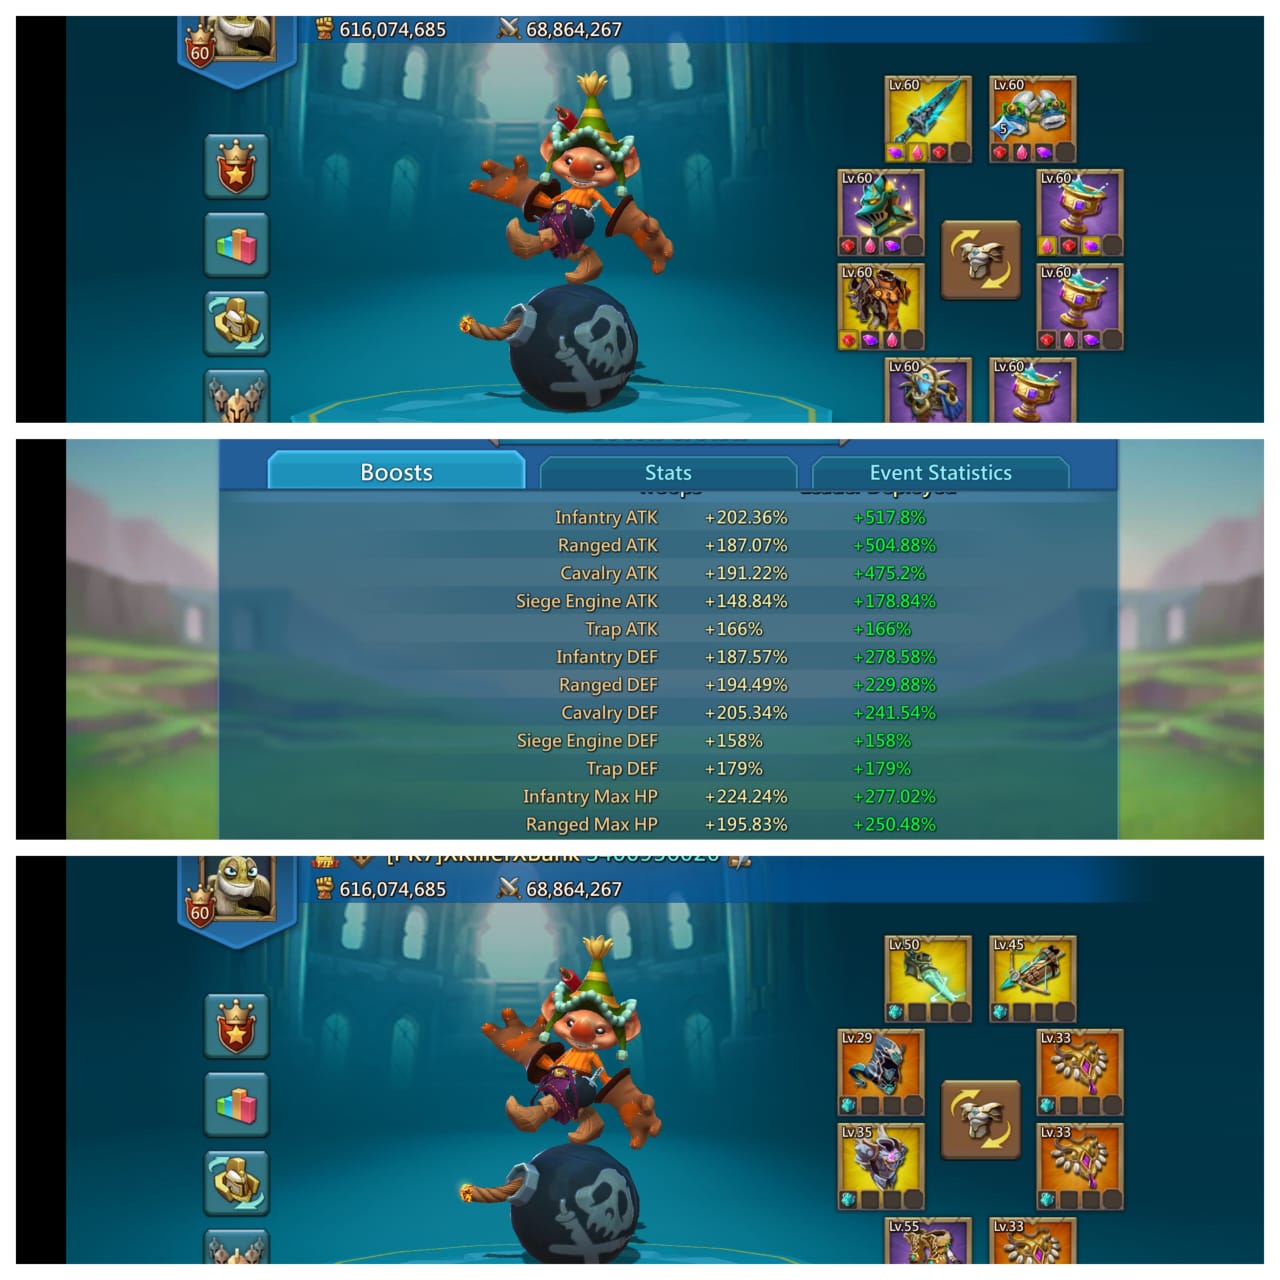 616,074,685 68,864,267
60
Lv.60 Lv.60
5
Lv.60 Lv.60
Lv.60 Lv.60
Lv.60 Lv.60
Boosts Stats Event Statistics
Troops Leader Deployed
Infantry ATK +202.36% +517.8%
Ranged ATK +187.07% +504.88%
Cavalry ATK +191.22% +475.2%
Siege Engine ATK +148.84% +178.84%
Trap ATK +166% +166%
Infantry DEF +187.57% +278.58%
Ranged DEF +194.49% +229.88%
Cavalry DEF +205.34% +241.54%
Siege Engine DEF +158% +158%
Trap DEF +179% +179%
Infantry Max HP +224.24% +277.02%
Ranged Max HP +195.83% +250.48%
616,074,685 68,864,267
60
Lv.50 Lv.45
Lv.29 Lv.33
Lv.35 Lv.33
Lv.55 Lv.33